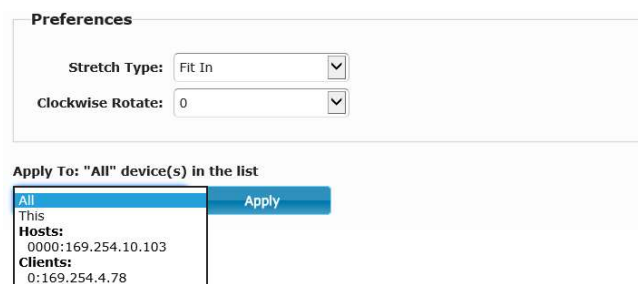 Preferences
Stretch Type: Fit In
Clockwise Rotate: 0
Apply To: "All" device(s) in the list
All Apply
This
Hosts:
0000:169.254.10.103
Clients:
0:169.254.4.78